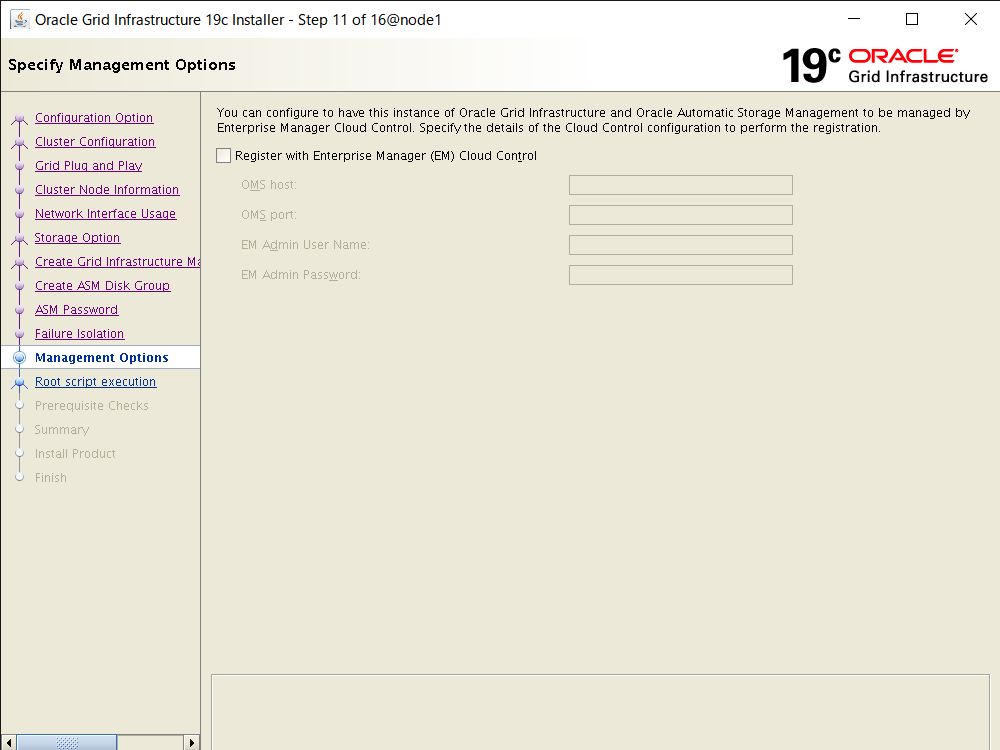 Oracle Grid Infrastructure 19c Installer - Step 11 of 16@node1
Specify Management Options
19c ORACLE
Grid Infrastructure
Configuration Option
Cluster Configuration
Grid Plug and Play
Cluster Node Information
Network Interface Usage
Storage Option
Create Grid Infrastructure Ma
Create ASM Disk Group
ASM Password
Failure Isolation
Management Options
Root script execution
Prerequisite Checks
Summary
Install Product
Finish
You can configure to have this instance of Oracle Grid Infrastructure and Oracle Automatic Storage Management to be managed by
Enterprise Manager Cloud Control. Specify the details of the Cloud Control configuration to perform the registration.
Register with Enterprise Manager (EM) Cloud Control
OMS host:
OMS port:
EM Admin User Name:
EM Admin Password: